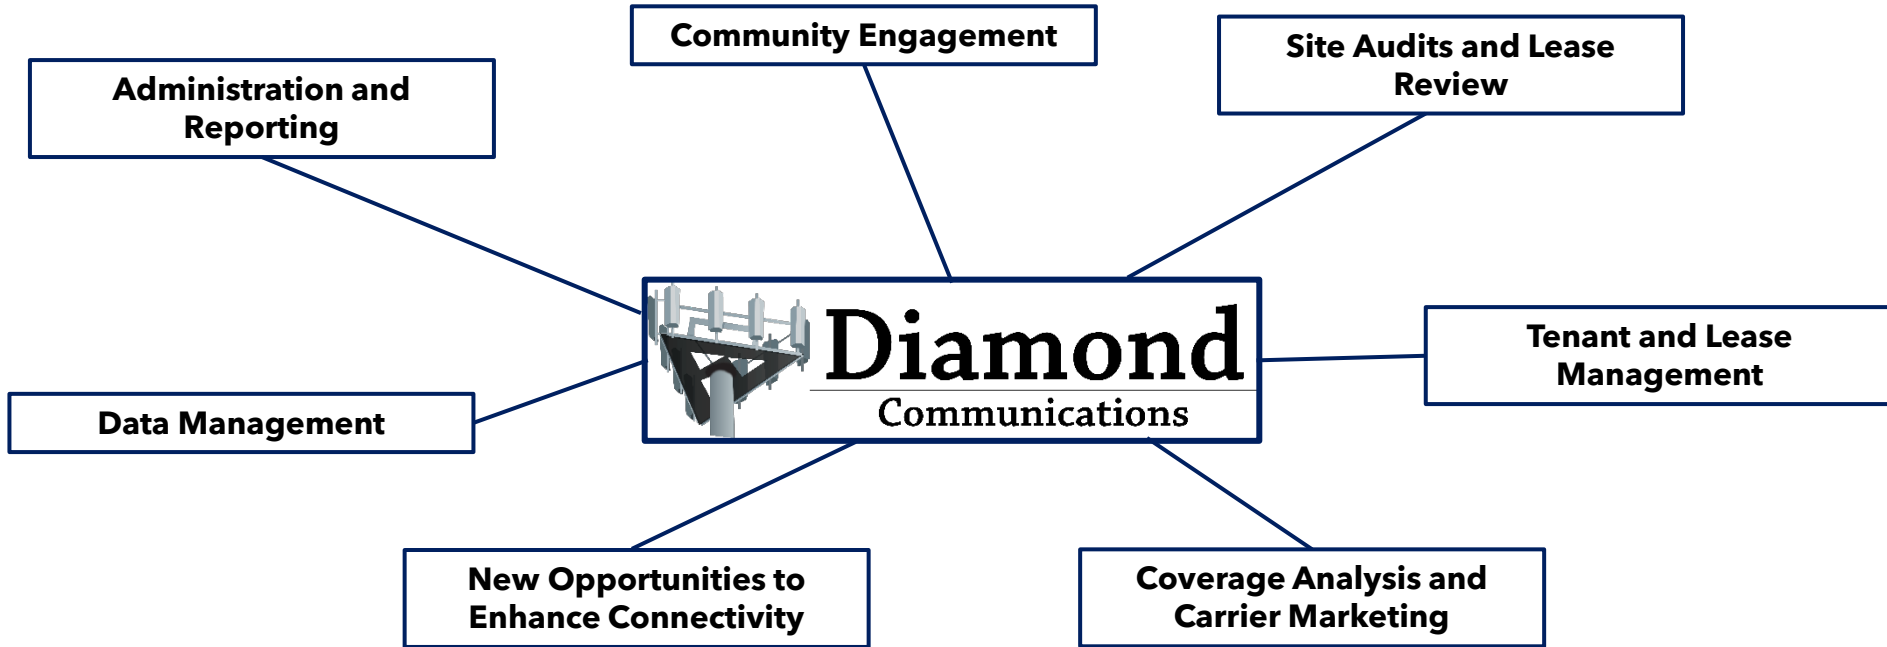 Community Engagement
Site Audits and Lease
Review
Administration and
Reporting
Diamond
Communications
Tenant and Lease
Management
Data Management
New Opportunities to
Enhance Connectivity
Coverage Analysis and
Carrier Marketing